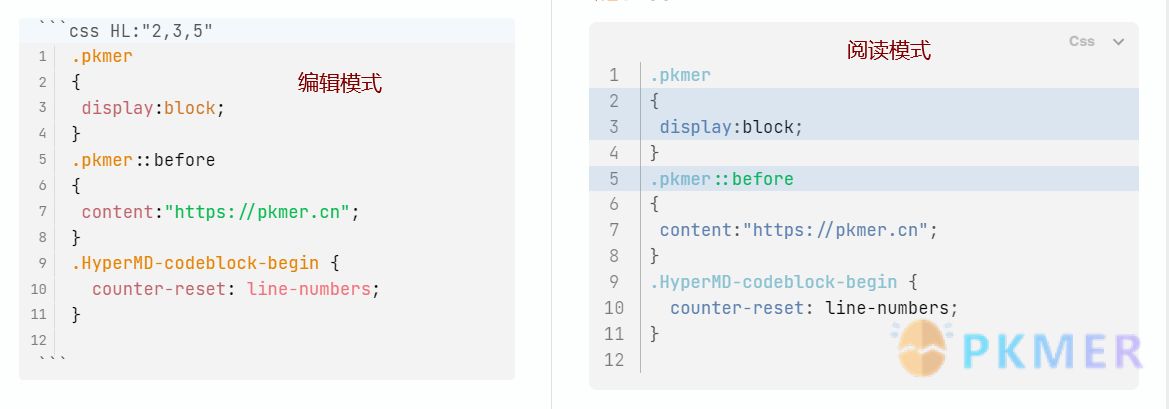 ```css HL:"2,3,5"
编辑模式
1 .pkmer
2 {
3  display:block;
4 }
5 .pkmer::before
6 {
7  content:"https://pkmer.cn";
8 }
9 .HyperMD-codeblock-begin {
10   counter-reset: line-numbers;
11 }
12
```
Css
阅读模式
1 .pkmer
2 {
3  display:block;
4 }
5 .pkmer::before
6 {
7  content:"https://pkmer.cn";
8 }
9 .HyperMD-codeblock-begin {
10   counter-reset: line-numbers;
11 }
12
PKMER